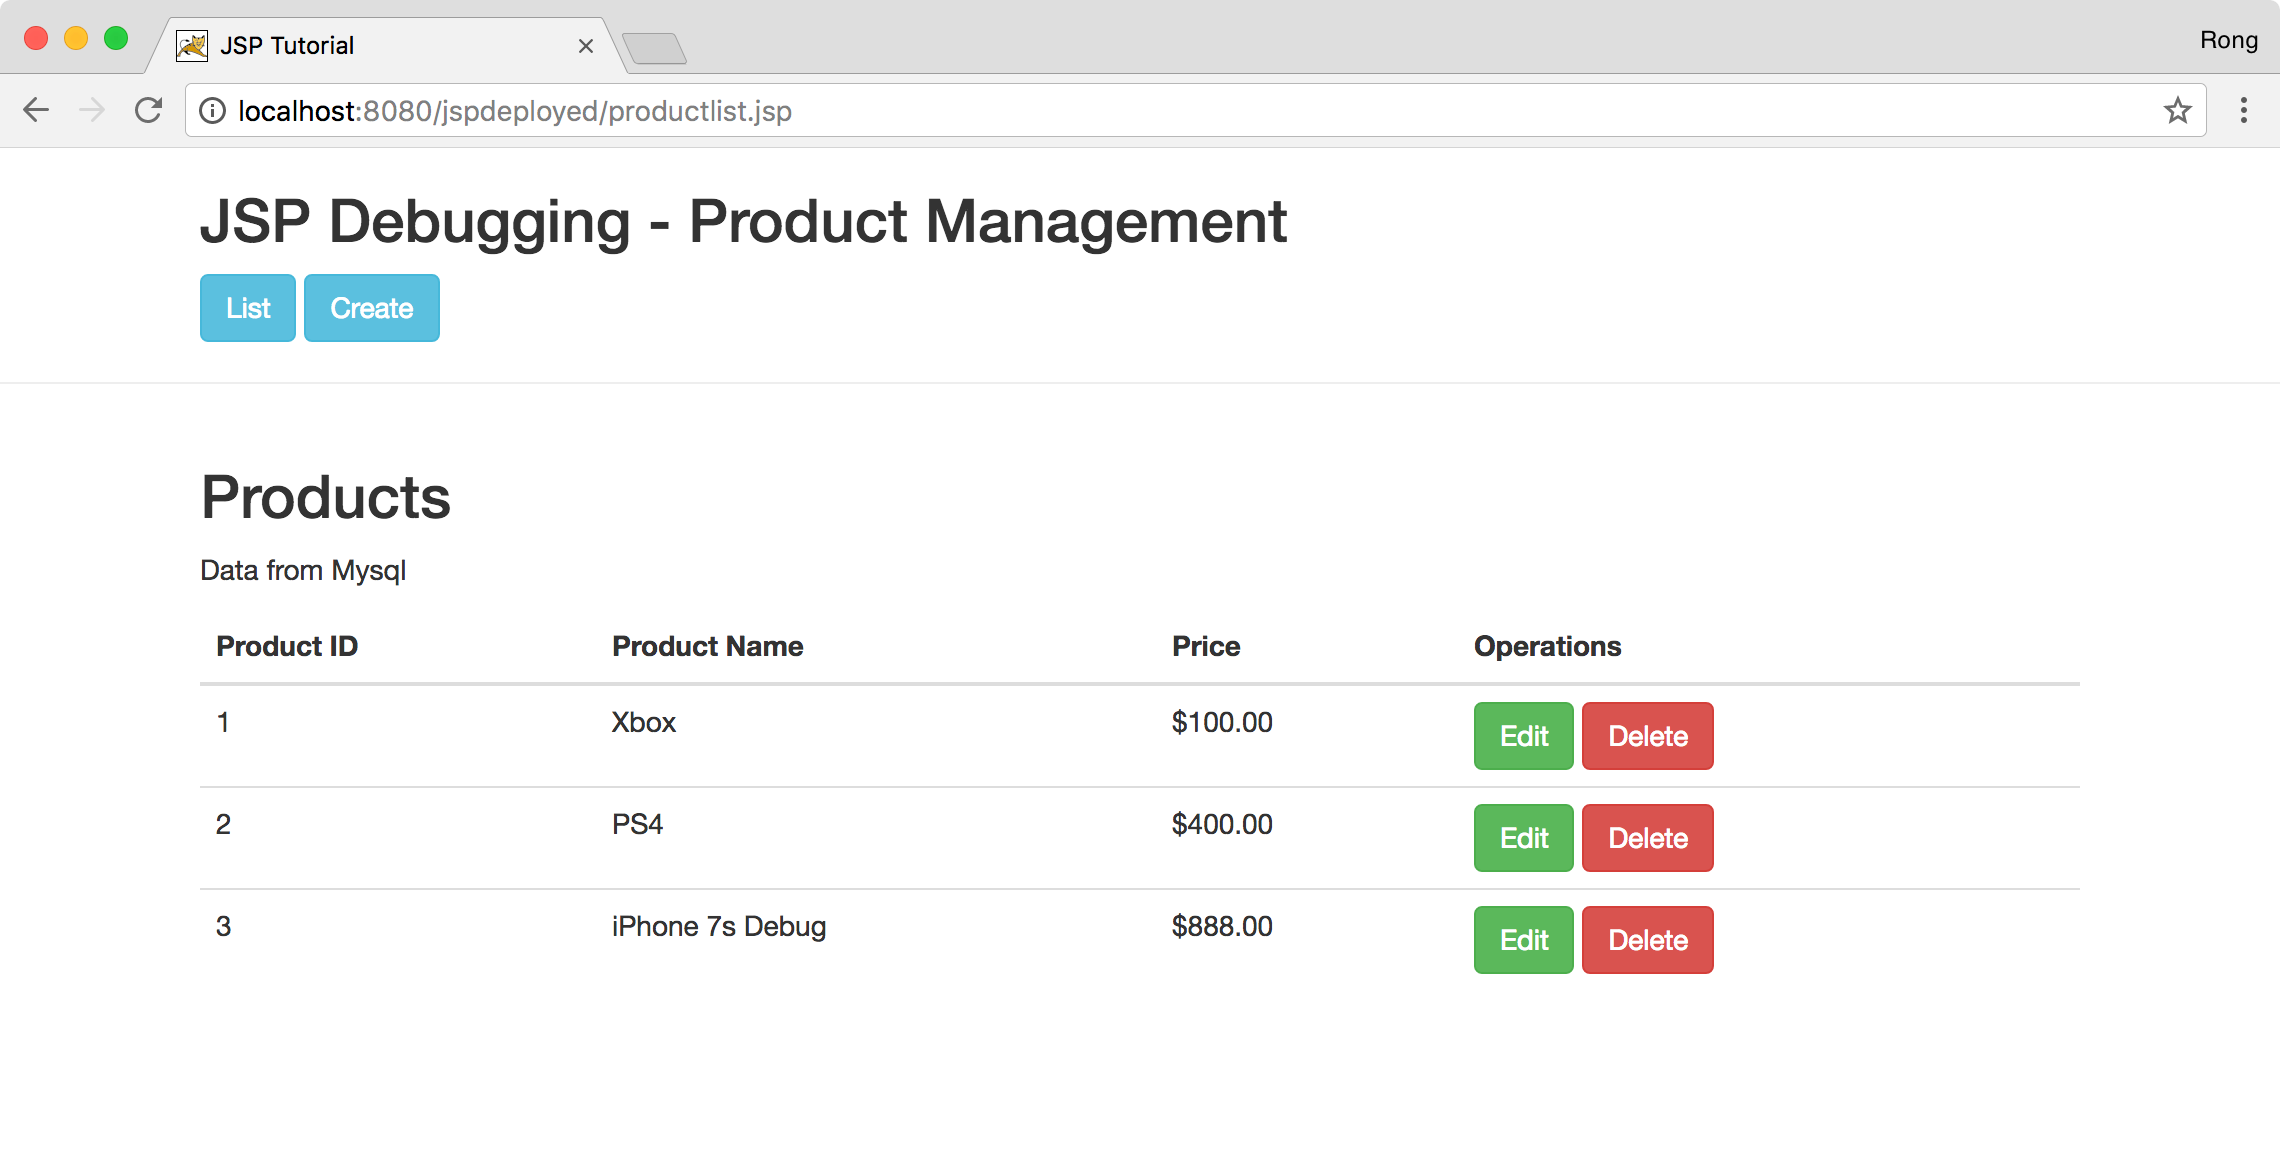 JSP Tutorial
Rong
localhost:8080/jspdeployed/productlist.jsp
JSP Debugging - Product Management
List Create
Products
Data from Mysql
Product ID Product Name Price Operations
1 Xbox $100.00 Edit Delete
2 PS4 $400.00 Edit Delete
3 iPhone 7s Debug $888.00 Edit Delete